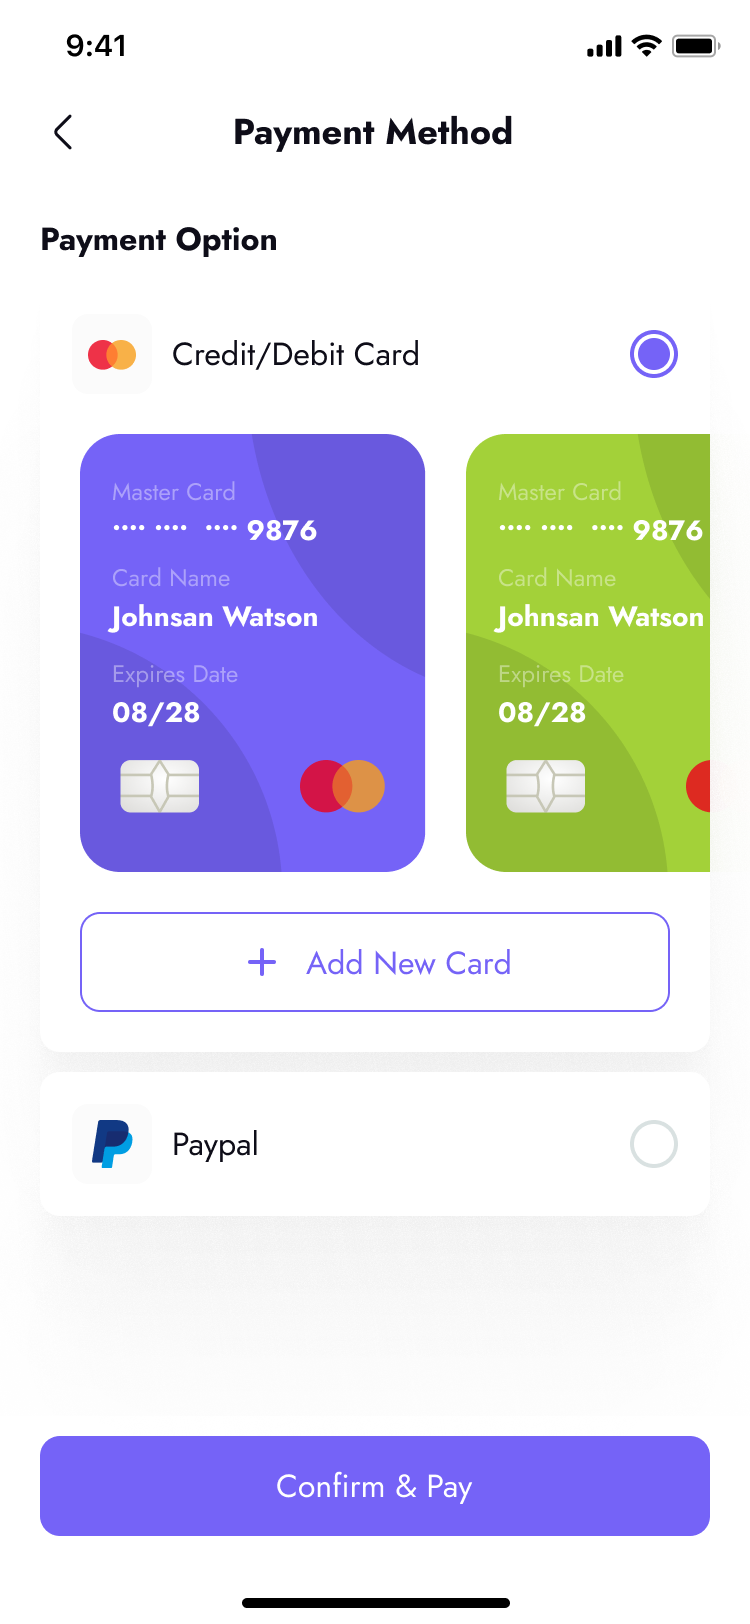 9:41
Payment Method
Payment Option
Credit/Debit Card
Master Card
•••• •••• •••• 9876
Card Name
Johnsan Watson
Expires Date
08/28
Master Card
•••• •••• •••• 9876
Card Name
Johnsan Watson
Expires Date
08/28
+ Add New Card
Paypal
Confirm & Pay